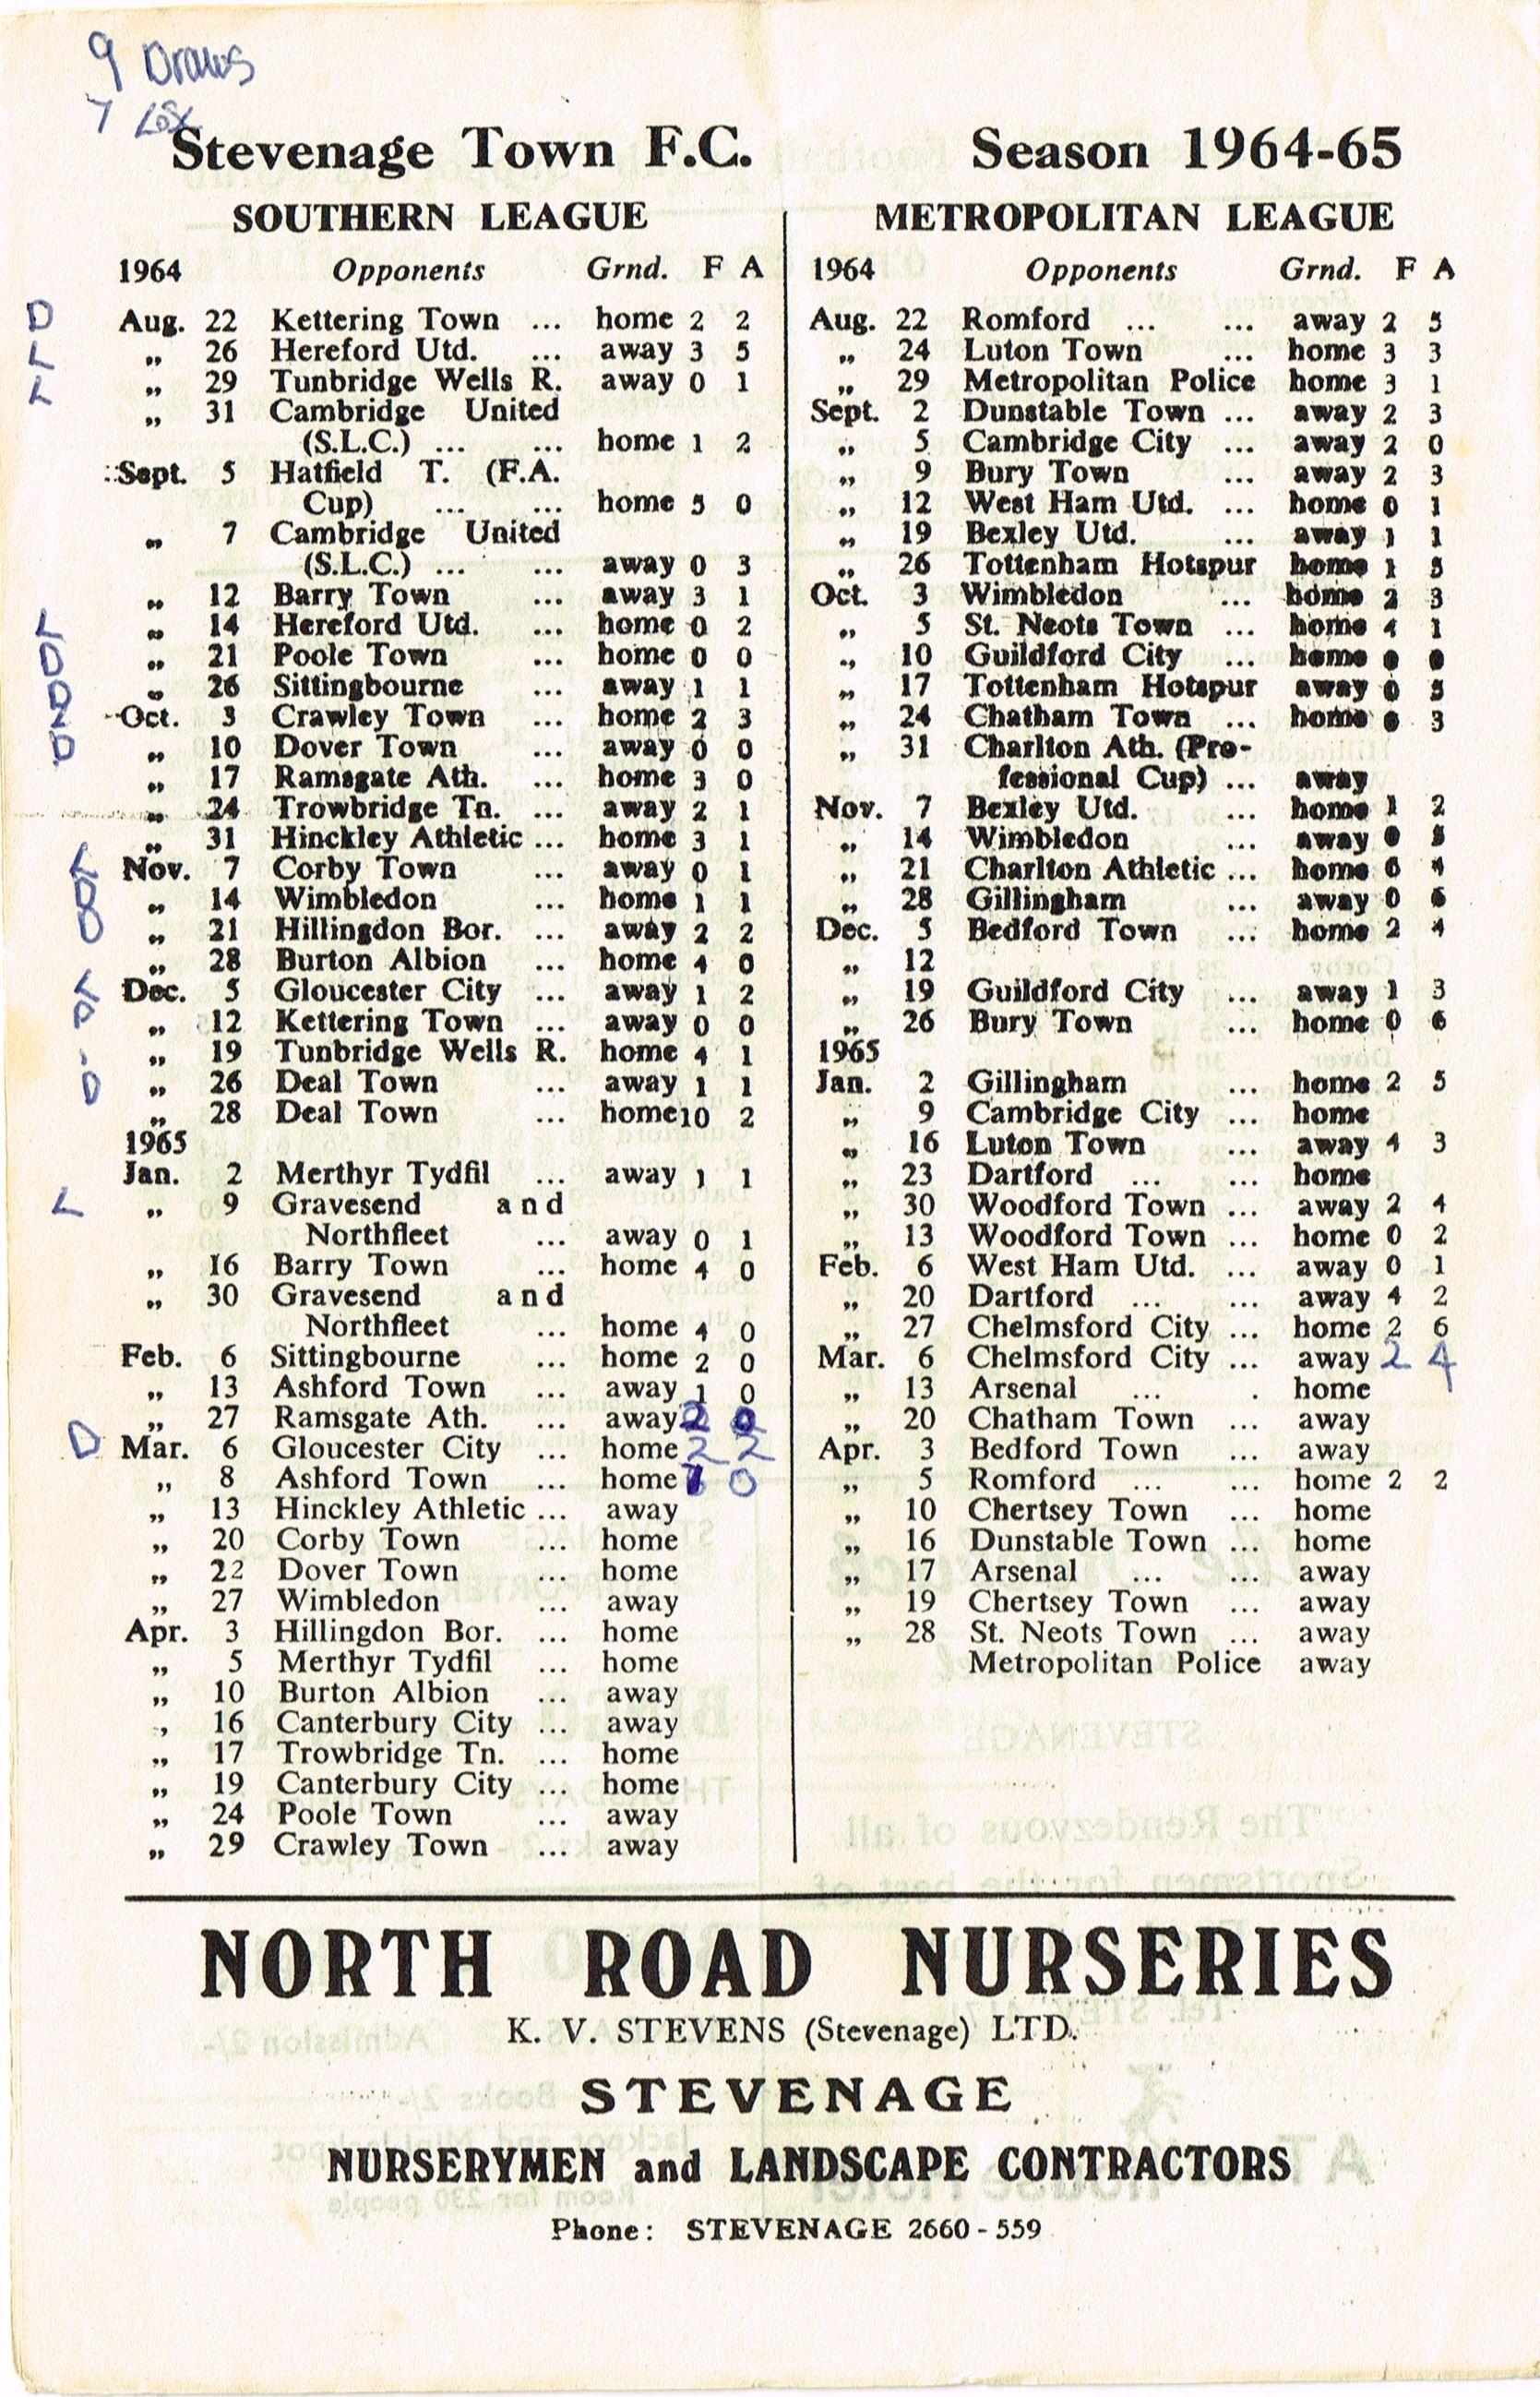 9 Draws
7 Lost
Stevenage Town F.C. Season 1964-65
SOUTHERN LEAGUE
1964 Opponents Grnd. F A
D Aug. 22 Kettering Town ... home 2 2
L „ 26 Hereford Utd. ... away 3 5
L „ 29 Tunbridge Wells R. away 0 1
„ 31 Cambridge United
(S.L.C.) ... ... home 1 2
Sept. 5 Hatfield T. (F.A.
Cup) ... ... home 5 0
„ 7 Cambridge United
(S.L.C.) ... ... away 0 3
„ 12 Barry Town ... away 3 1
L „ 14 Hereford Utd. ... home 0 2
D „ 21 Poole Town ... home 0 0
D „ 26 Sittingbourne ... away 1 1
L Oct. 3 Crawley Town ... home 2 3
D „ 10 Dover Town ... away 0 0
„ 17 Ramsgate Ath. ... home 3 0
„ 24 Trowbridge Tn. ... away 2 1
„ 31 Hinckley Athletic ... home 3 1
L Nov. 7 Corby Town ... away 0 1
D „ 14 Wimbledon ... home 1 1
D „ 21 Hillingdon Bor. ... away 2 2
„ 28 Burton Albion ... home 4 0
L Dec. 5 Gloucester City ... away 1 2
D „ 12 Kettering Town ... away 0 0
„ 19 Tunbridge Wells R. home 4 1
D „ 26 Deal Town ... away 1 1
„ 28 Deal Town ... home 10 2
1965
Jan. 2 Merthyr Tydfil ... away 1 1
L „ 9 Gravesend and
Northfleet ... away 0 1
„ 16 Barry Town ... home 4 0
„ 30 Gravesend and
Northfleet ... home 4 0
Feb. 6 Sittingbourne ... home 2 0
„ 13 Ashford Town ... away 1 0
„ 27 Ramsgate Ath. ... away 2 0
D Mar. 6 Gloucester City ... home 2 2
„ 8 Ashford Town ... home 0
„ 13 Hinckley Athletic ... away
„ 20 Corby Town ... home
„ 22 Dover Town ... home
„ 27 Wimbledon ... away
Apr. 3 Hillingdon Bor. ... home
„ 5 Merthyr Tydfil ... home
„ 10 Burton Albion ... away
„ 16 Canterbury City ... away
„ 17 Trowbridge Tn. ... home
„ 19 Canterbury City ... home
„ 24 Poole Town ... away
„ 29 Crawley Town ... away
METROPOLITAN LEAGUE
1964 Opponents Grnd. F A
Aug. 22 Romford ... ... away 2 5
„ 24 Luton Town ... home 3 3
„ 29 Metropolitan Police home 3 1
Sept. 2 Dunstable Town ... away 2 3
„ 5 Cambridge City ... away 2 0
„ 9 Bury Town ... away 2 3
„ 12 West Ham Utd. ... home 0 1
„ 19 Bexley Utd. ... away 1 1
„ 26 Tottenham Hotspur home 1 5
Oct. 3 Wimbledon ... home 2 3
„ 5 St. Neots Town ... home 4 1
„ 10 Guildford City ... home 0 0
„ 17 Tottenham Hotspur away 0 5
„ 24 Chatham Town ... home 3
„ 31 Charlton Ath. (Pro-
fessional Cup) ... away
Nov. 7 Bexley Utd. ... home 1 2
„ 14 Wimbledon ... away
„ 21 Charlton Athletic ... home 6 4
„ 28 Gillingham ... away 0 6
Dec. 5 Bedford Town ... home 2 4
„ 12
„ 19 Guildford City ... away 1 3
„ 26 Bury Town ... home 0 6
1965
Jan. 2 Gillingham ... home 2 5
„ 9 Cambridge City ... home
„ 16 Luton Town ... away 4 3
„ 23 Dartford ... ... home
„ 30 Woodford Town ... away 2 4
„ 13 Woodford Town ... home 0 2
Feb. 6 West Ham Utd. ... away 0 1
„ 20 Dartford ... ... away 4 2
„ 27 Chelmsford City ... home 2 6
Mar. 6 Chelmsford City ... away 2 4
„ 13 Arsenal ... . home
„ 20 Chatham Town ... away
Apr. 3 Bedford Town ... away
„ 5 Romford ... ... home 2 2
„ 10 Chertsey Town ... home
„ 16 Dunstable Town ... home
„ 17 Arsenal ... ... away
„ 19 Chertsey Town ... away
„ 28 St. Neots Town ... away
Metropolitan Police away
NORTH ROAD NURSERIES
K. V. STEVENS (Stevenage) LTD.
STEVENAGE
NURSERYMEN and LANDSCAPE CONTRACTORS
Phone: STEVENAGE 2660 - 559